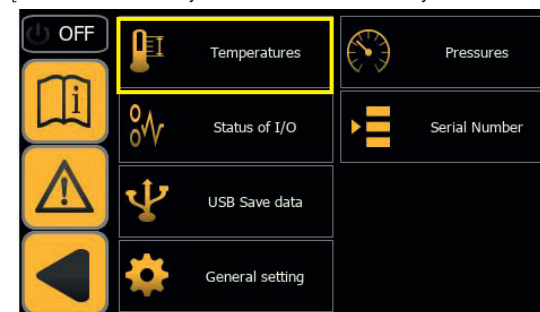 OFF
Temperatures
Pressures
i
Status of I/O
Serial Number
USB Save data
General setting